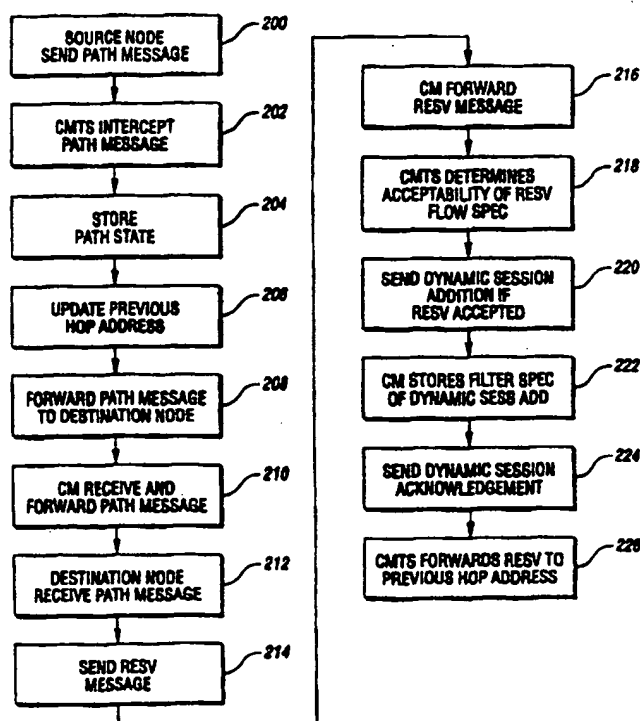 SOURCE NODE
SEND PATH MESSAGE
200
CMTS INTERCEPT
PATH MESSAGE
202
STORE
PATH STATE
204
UPDATE PREVIOUS
HOP ADDRESS
206
FORWARD PATH MESSAGE
TO DESTINATION NODE
208
CM RECEIVE AND
FORWARD PATH MESSAGE
210
DESTINATION NODE
RECEIVE PATH MESSAGE
212
SEND RESV
MESSAGE
214
CM FORWARD
RESV MESSAGE
216
CMTS DETERMINES
ACCEPTABILITY OF RESV
FLOW SPEC
218
SEND DYNAMIC SESSION
ADDITION IF
RESV ACCEPTED
220
CM STORES FILTER SPEC
OF DYNAMIC SESS ADD
222
SEND DYNAMIC SESSION
ACKNOWLEDGEMENT
224
CMTS FORWARDS RESV TO
PREVIOUS HOP ADDRESS
226